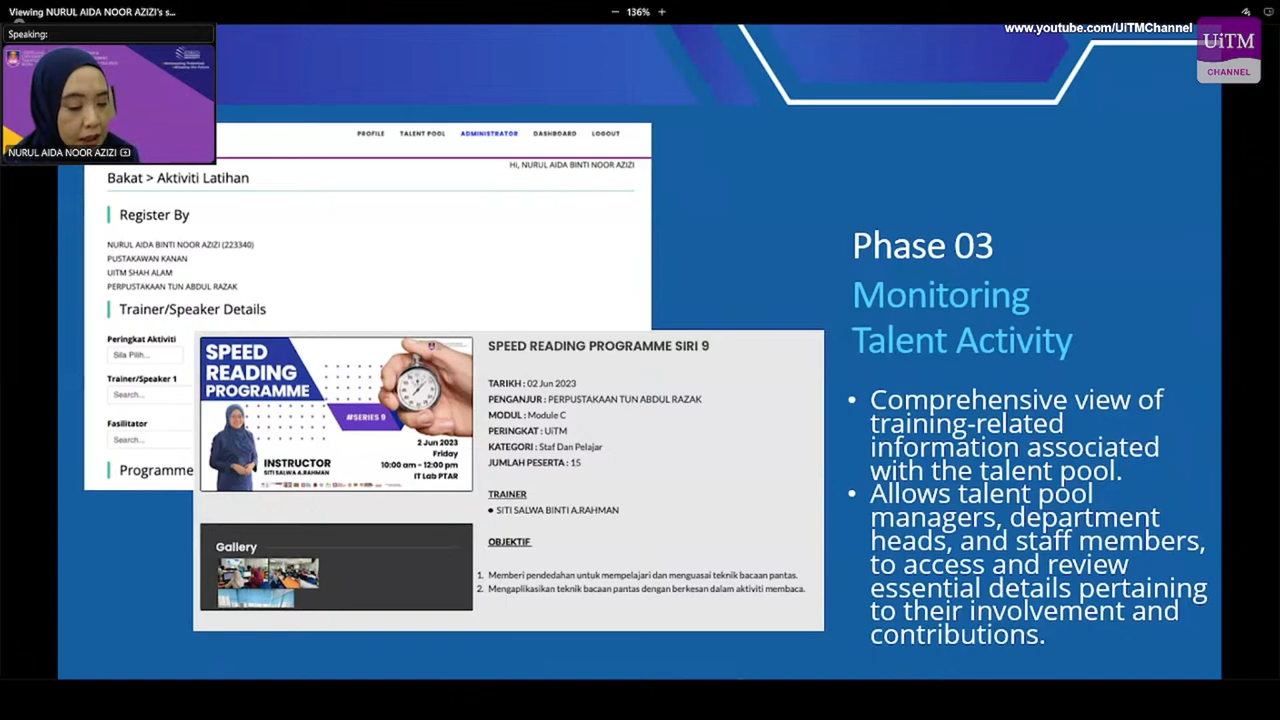 Viewing NURUL AIDA NOOR AZIZI's s...
136%
Speaking:
NURUL AIDA NOOR AZIZI
www.youtube.com/UiTMChannel
UiTM
CHANNEL
PROFILE TALENT POOL ADMINISTRATOR DASHBOARD LOGOUT
HI, NURUL AIDA BINTI NOOR AZIZI
Bakat > Aktiviti Latihan
Register By
NURUL AIDA BINTI NOOR AZIZI (223340)
PUSTAKAWAN KANAN
UITM SHAH ALAM
PERPUSTAKAAN TUN ABDUL RAZAK
Trainer/Speaker Details
Peringkat Aktiviti
Sila Pilih...
Trainer/Speaker 1
Search...
Fasilitator
Search...
Programme
SPEED
READING
PROGRAMME
#SERIES 9
2 Jun 2023
Friday
10:00 am - 12:00 pm
IT Lab PTAR
INSTRUCTOR
SITI SALWA A.RAHMAN
Gallery
SPEED READING PROGRAMME SIRI 9
TARIKH : 02 Jun 2023
PENGANJUR : PERPUSTAKAAN TUN ABDUL RAZAK
MODUL : Module C
PERINGKAT : UiTM
KATEGORI : Staf Dan Pelajar
JUMLAH PESERTA : 15
TRAINER
● SITI SALWA BINTI A.RAHMAN
OBJEKTIF
1. Memberi pendedahan untuk mempelajari dan menguasai teknik bacaan pantas.
2. Mengaplikasikan teknik bacaan pantas dengan berkesan dalam aktiviti membaca.
Phase 03
Monitoring
Talent Activity
• Comprehensive view of
training-related
information associated
with the talent pool.
• Allows talent pool
managers, department
heads, and staff members,
to access and review
essential details pertaining
to their involvement and
contributions.